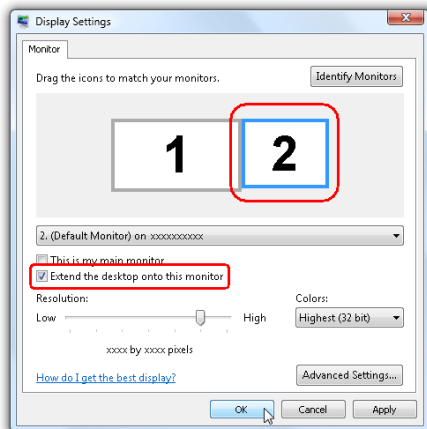 Display Settings
Monitor
Drag the icons to match your monitors.
Identify Monitors
1
2
2. (Default Monitor) on xxxxxxxxxx
This is my main monitor
Extend the desktop onto this monitor
Resolution:
Colors:
Low
High
Highest (32 bit)
xxxx by xxxx pixels
How do I get the best display?
Advanced Settings...
OK
Cancel
Apply